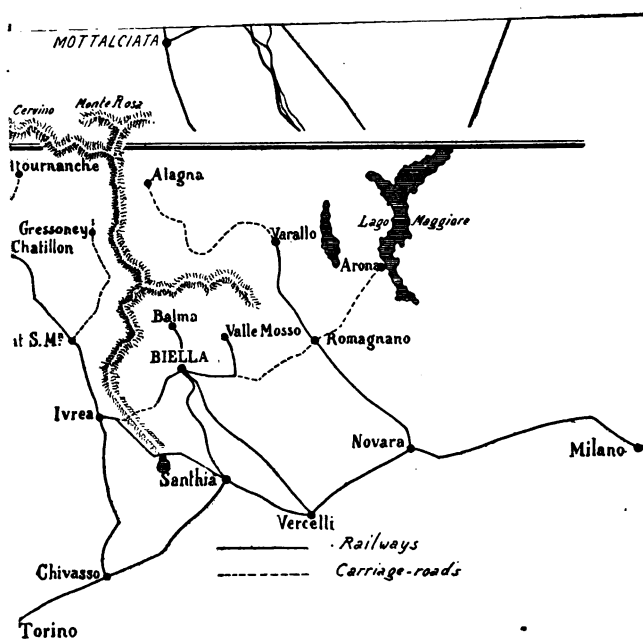 MOTTALCIATA
Cervino
Monte Rosa
Alagna
Gressoney
Chatillon
Varallo
Lago Maggiore
Arona
Balma
Valle Mosso
Romagnano
BIELLA
Ivrea
Novara
Milano
Santhia
Vercelli
Railways
Carriage-roads
Chivasso
Torino